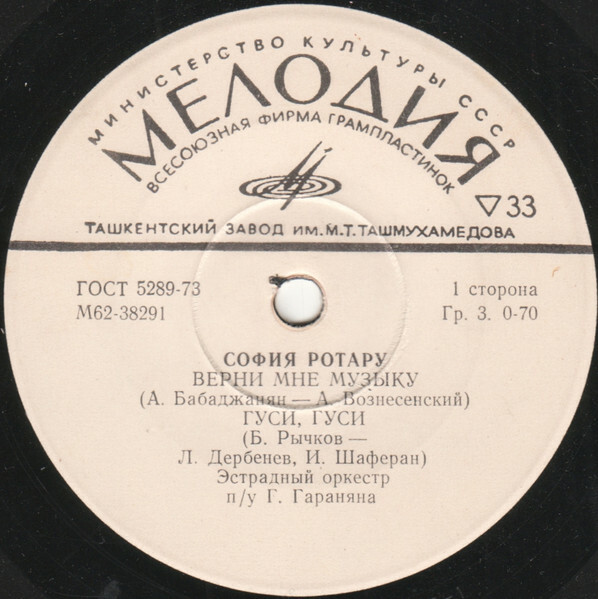 МИНИСТЕРСТВО КУЛЬТУРЫ СССР
МЕЛОДИЯ
ВСЕСОЮЗНАЯ ФИРМА ГРАМПЛАСТИНОК
33
ТАШКЕНТСКИЙ ЗАВОД ИМ.М.Т.ТАШМУХАМЕДОВА
ГОСТ 5289-73
М62-38291
1 сторона
Гр. 3. 0-70
СОФИЯ РОТАРУ
ВЕРНИ МНЕ МУЗЫКУ
(А. Бабаджанян — А. Вознесенский)
ГУСИ, ГУСИ
(Б. Рычков —
Л. Дербенев, И. Шаферан)
Эстрадный оркестр
п/у Г. Гараняна